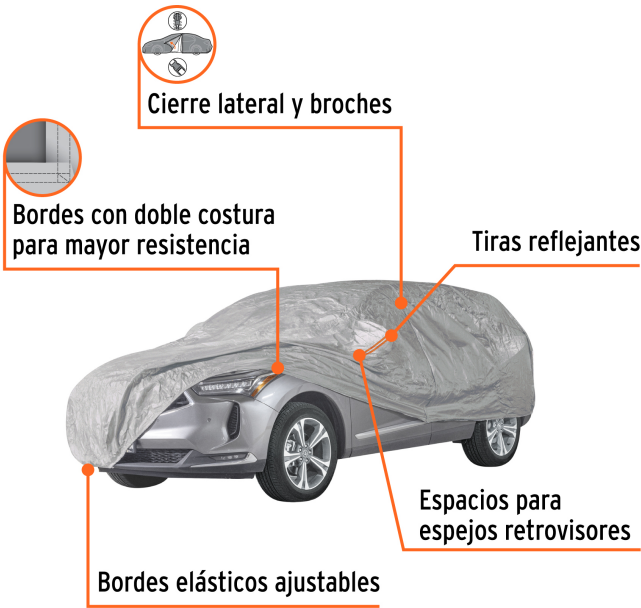 Cierre lateral y broches
Bordes con doble costura
para mayor resistencia
Tiras reflejantes
Espacios para
espejos retrovisores
Bordes elásticos ajustables